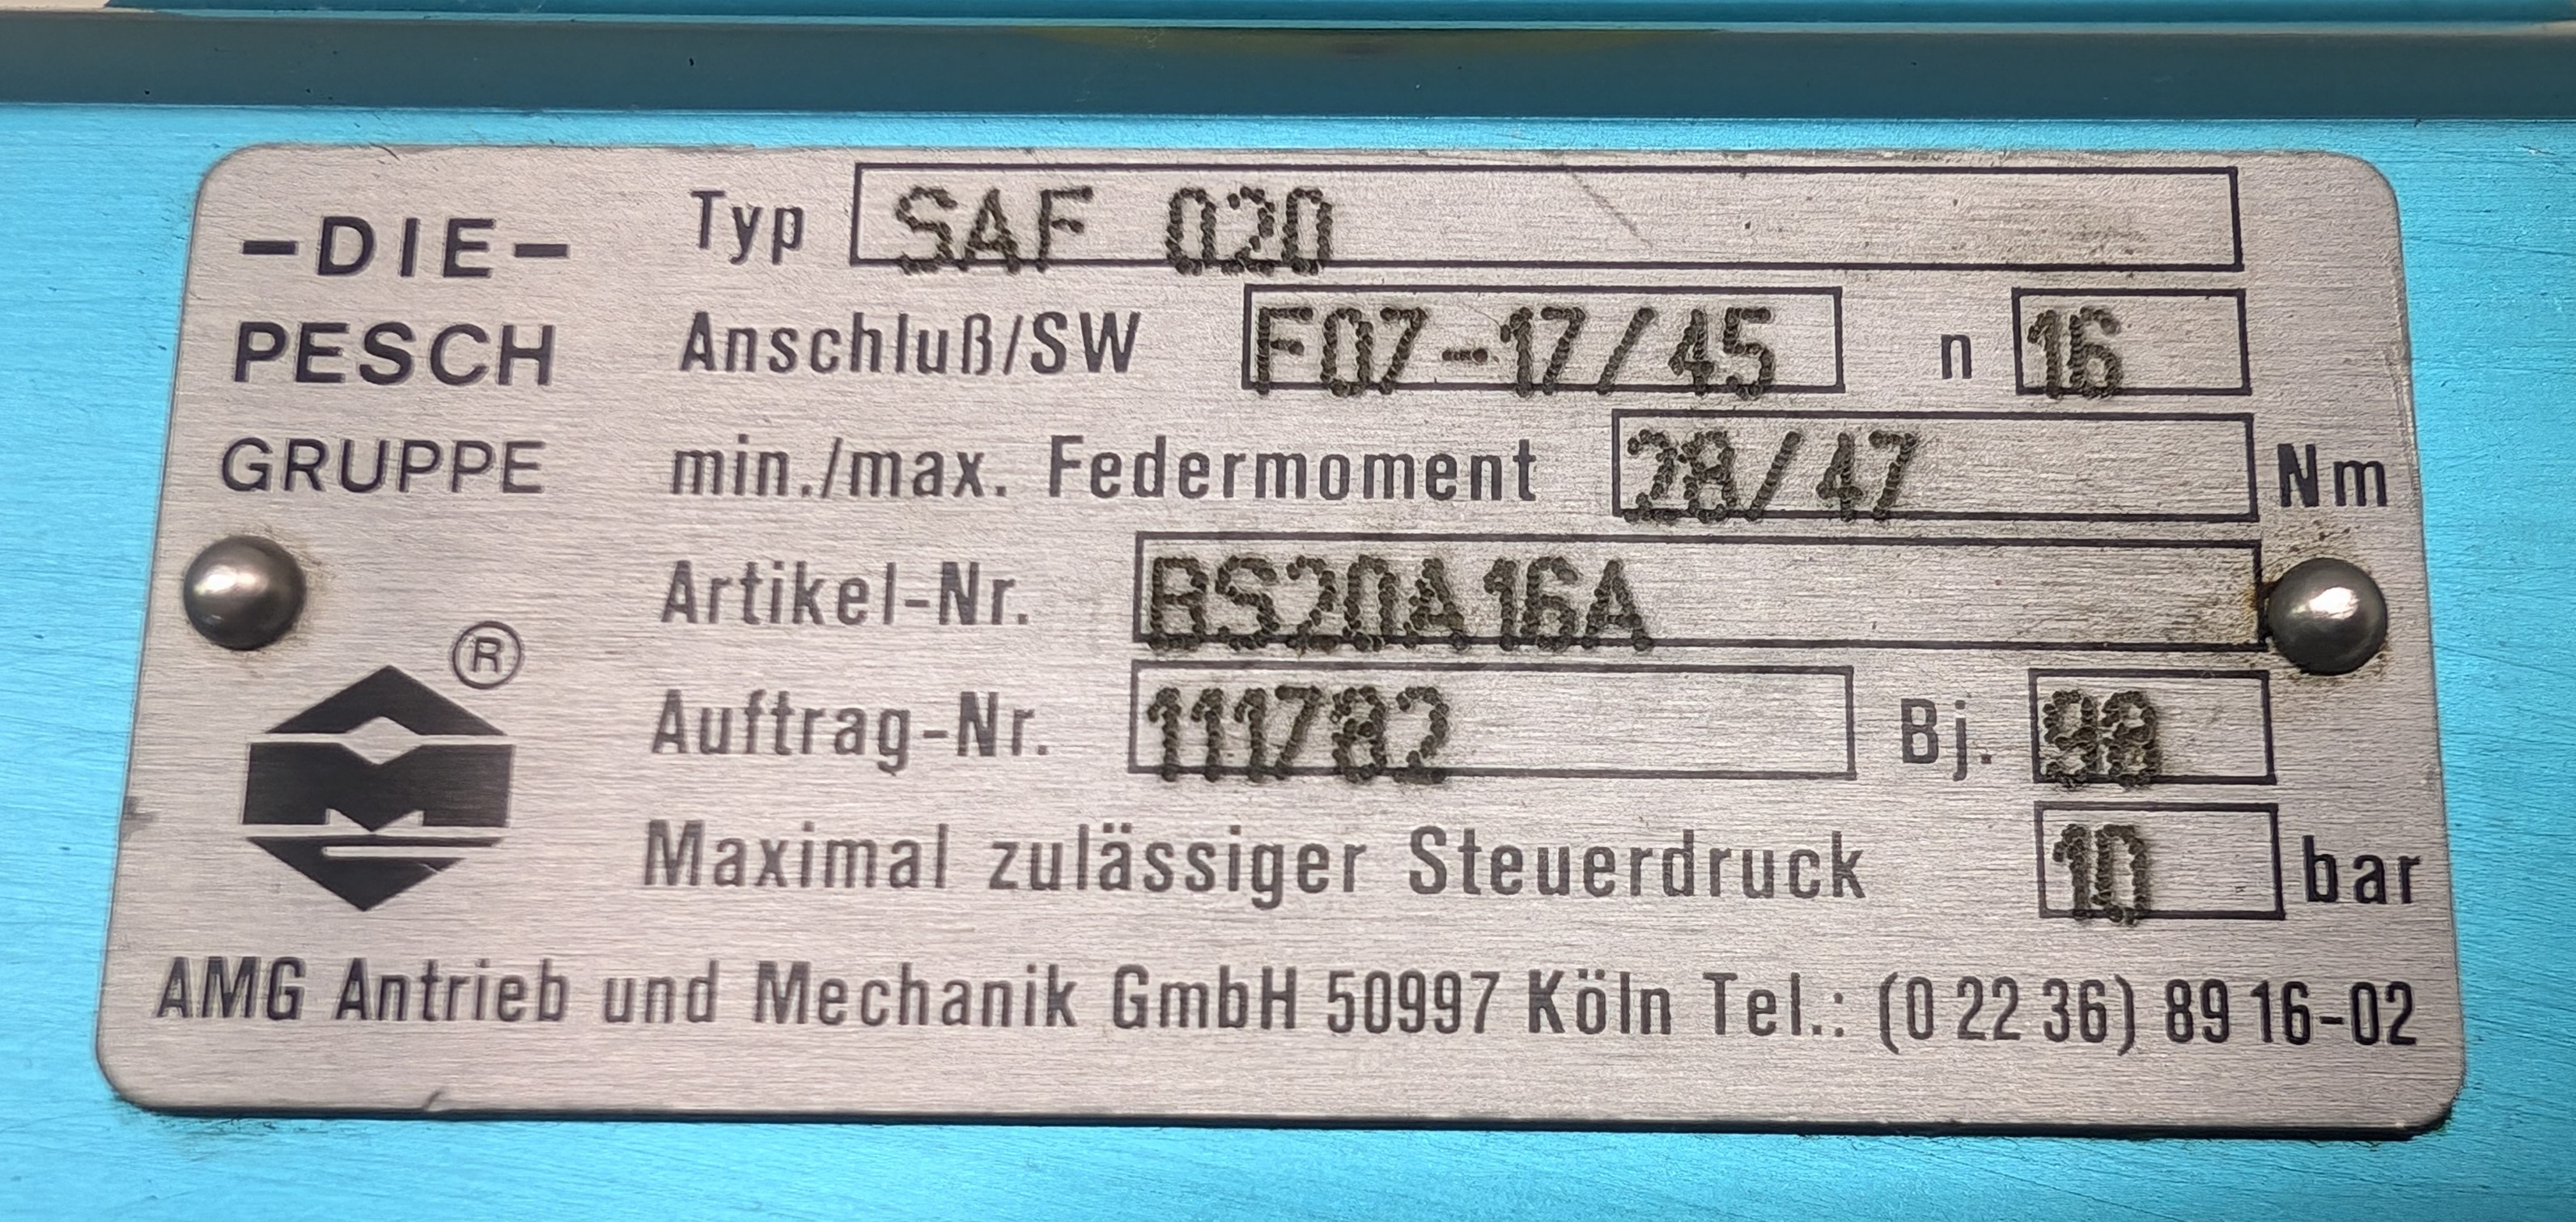 -DIE-
PESCH
GRUPPE
Typ SAF 020
Anschluß/SW F07-17/45 n 16
min./max. Federmoment 28/47 Nm
Artikel-Nr. BS20A16A
®
Auftrag-Nr. 111782 Bj. 98
Maximal zulässiger Steuerdruck 10 bar
AMG Antrieb und Mechanik GmbH 50997 Köln Tel.: (0 22 36) 89 16-02